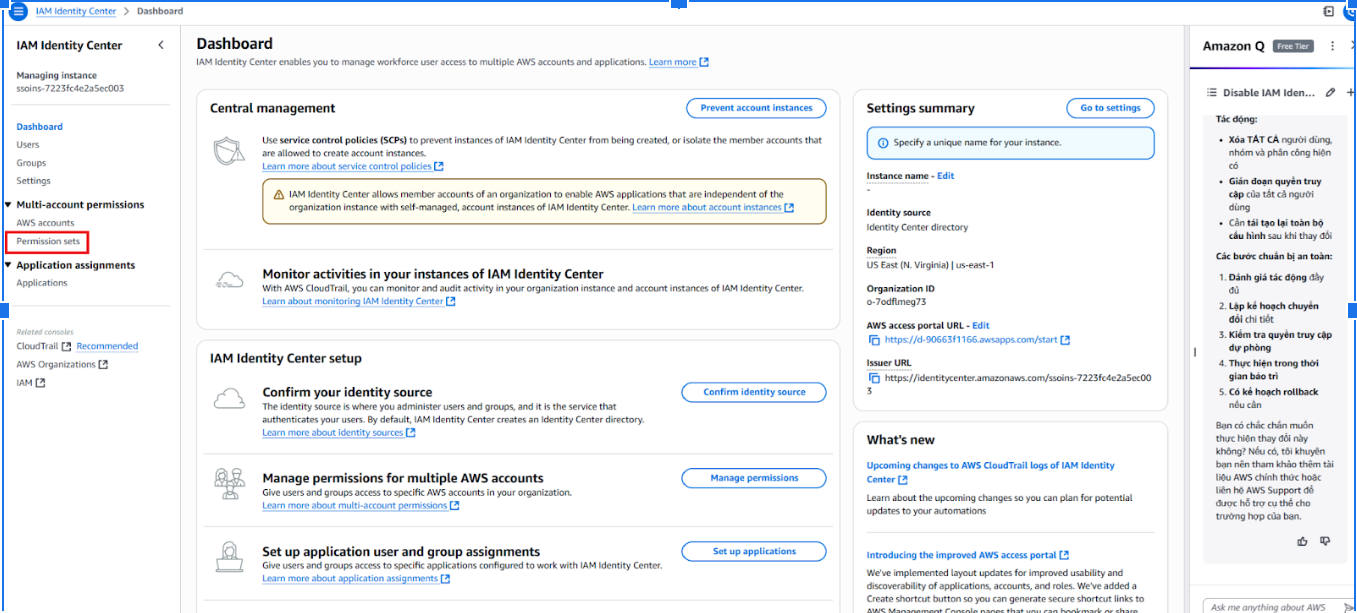 IAM Identity Center > Dashboard
IAM Identity Center
Managing instance
ssoins-7223fc4e2a5ec003
Dashboard
Users
Groups
Settings
Multi-account permissions
AWS accounts
Permission sets
Application assignments
Applications
Related consoles
CloudTrail Recommended
AWS Organizations
IAM
Dashboard
IAM Identity Center enables you to manage workforce user access to multiple AWS accounts and applications. Learn more
Central management
Prevent account instances
Use service control policies (SCPs) to prevent instances of IAM Identity Center from being created, or isolate the member accounts that
are allowed to create account instances.
Learn more about service control policies
IAM Identity Center allows member accounts of an organization to enable AWS applications that are independent of the
organization instance with self-managed, account instances of IAM Identity Center. Learn more about account instances
Monitor activities in your instances of IAM Identity Center
With AWS CloudTrail, you can monitor and audit activity in your organization instance and account instances of IAM Identity Center.
Learn about monitoring IAM Identity Center
IAM Identity Center setup
Confirm your identity source
Confirm identity source
The identity source is where you administer users and groups, and it is the service that
authenticates your users. By default, IAM Identity Center creates an Identity Center directory.
Learn more about identity sources
Manage permissions for multiple AWS accounts
Manage permissions
Give users and groups access to specific AWS accounts in your organization.
Learn more about multi-account permissions
Set up application user and group assignments
Set up applications
Give users and groups access to specific applications configured to work with IAM Identity Center.
Learn more about application assignments
Settings summary
Go to settings
Specify a unique name for your instance.
Instance name - Edit
-
Identity source
Identity Center directory
Region
US East (N. Virginia) | us-east-1
Organization ID
o-7odflmeg73
AWS access portal URL - Edit
https://d-90663f1166.awsapps.com/start
Issuer URL
https://identitycenter.amazonaws.com/ssoins-7223fc4e2a5ec00
3
What's new
Upcoming changes to AWS CloudTrail logs of IAM Identity
Center
Learn about the upcoming changes so you can plan for potential
updates to your automations
Introducing the improved AWS access portal
We've implemented layout updates for improved usability and
discoverability of applications, accounts, and roles. We've added a
Create shortcut button so you can generate secure shortcut links to
AWS Management Console pages that you can bookmark or share
Amazon Q Free Tier
Disable IAM Iden...
Tác động:
• Xóa TẤT CẢ người dùng,
nhóm và phân công hiện
có
• Gián đoạn quyền truy
cập của tất cả người
dùng
• Cần tái tạo lại toàn bộ
cấu hình sau khi thay đổi
Các bước chuẩn bị an toàn:
1. Đánh giá tác động đầy
đủ
2. Lập kế hoạch chuyển
đổi chi tiết
3. Kiểm tra quyền truy cập
dự phòng
4. Thực hiện trong thời
gian bảo trì
5. Có kế hoạch rollback
nếu cần
Bạn có chắc chắn muốn
thực hiện thay đổi này
không? Nếu có, tôi khuyên
bạn nên tham khảo thêm tài
liệu AWS chính thức hoặc
liên hệ AWS Support để
được hỗ trợ cụ thể cho
trường hợp của bạn.
Ask me anything about AWS